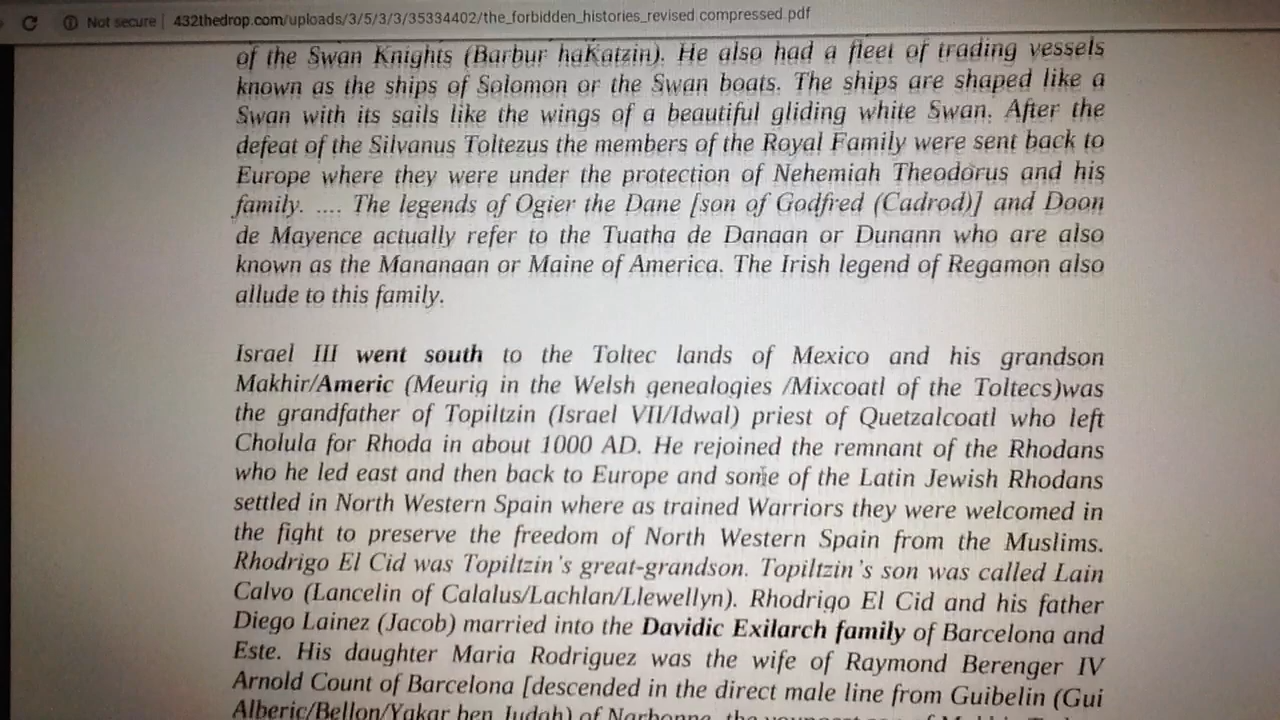 Not secure | 432thedrop.com/uploads/3/5/3/3/35334402/the_forbidden_histories_revised.compressed.pdf
of the Swan Knights (Barbur haKatzin). He also had a fleet of trading vessels
known as the ships of Solomon or the Swan boats. The ships are shaped like a
Swan with its sails like the wings of a beautiful gliding white Swan. After the
defeat of the Silvanus Toltezus the members of the Royal Family were sent back to
Europe where they were under the protection of Nehemiah Theodorus and his
family. .... The legends of Ogier the Dane [son of Godfred (Cadrod)] and Doon
de Mayence actually refer to the Tuatha de Danaan or Dunann who are also
known as the Mananaan or Maine of America. The Irish legend of Regamon also
allude to this family.
Israel III went south to the Toltec lands of Mexico and his grandson
Makhir/Americ (Meurig in the Welsh genealogies /Mixcoatl of the Toltecs)was
the grandfather of Topiltzin (Israel VII/Idwal) priest of Quetzalcoatl who left
Cholula for Rhoda in about 1000 AD. He rejoined the remnant of the Rhodans
who he led east and then back to Europe and some of the Latin Jewish Rhodans
settled in North Western Spain where as trained Warriors they were welcomed in
the fight to preserve the freedom of North Western Spain from the Muslims.
Rhodrigo El Cid was Topiltzin's great-grandson. Topiltzin's son was called Lain
Calvo (Lancelin of Calalus/Lachlan/Llewellyn). Rhodrigo El Cid and his father
Diego Lainez (Jacob) married into the Davidic Exilarch family of Barcelona and
Este. His daughter Maria Rodriguez was the wife of Raymond Berenger IV
Arnold Count of Barcelona [descended in the direct male line from Guibelin (Gui
Alberic/Bellon/Yakar ben Judah) of Narbonne, the youngest son of